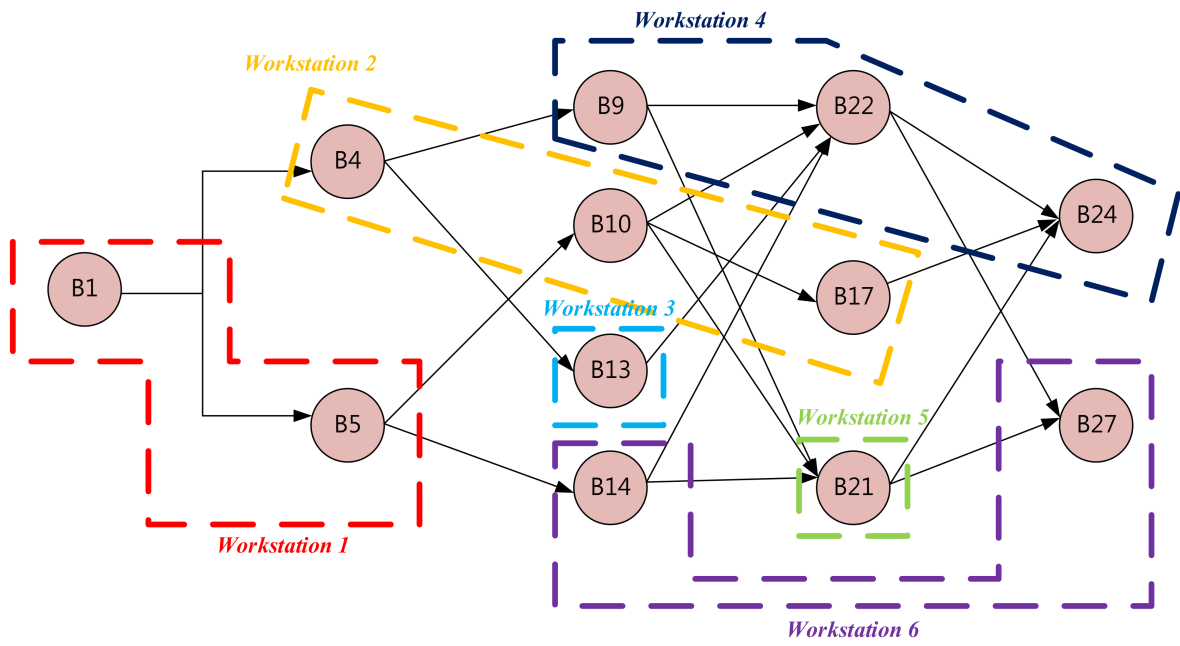 Workstation 4
Workstation 2
B9
B22
B4
B24
B10
B1
B17
Workstation 3
B13
Workstation 5
B5
B27
B14
B21
Workstation 1
Workstation 6